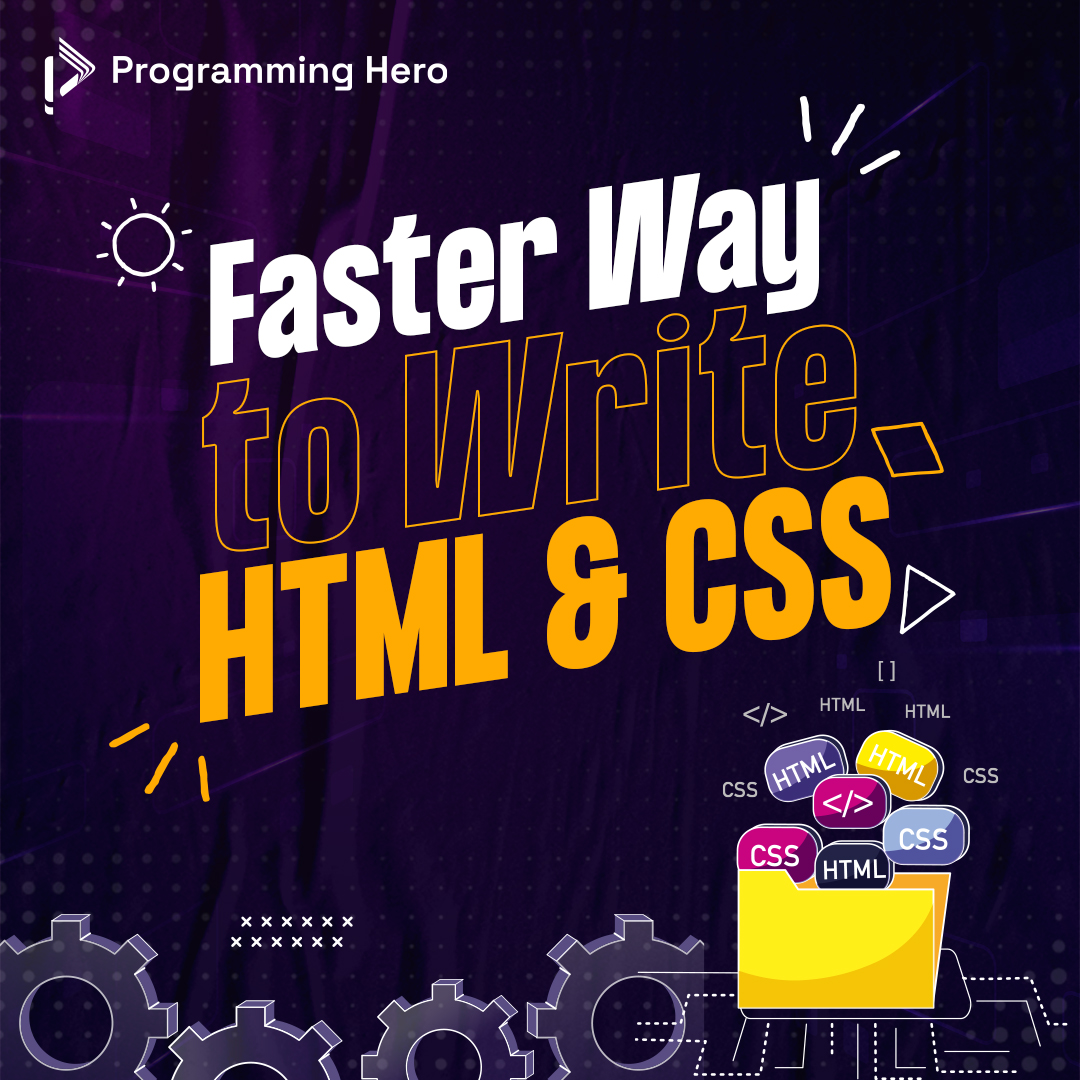 Programming Hero
Faster Way
to Write
HTML & CSS
[ ]
</> HTML HTML
CSS HTML HTML CSS
</>
CSS
CSS HTML